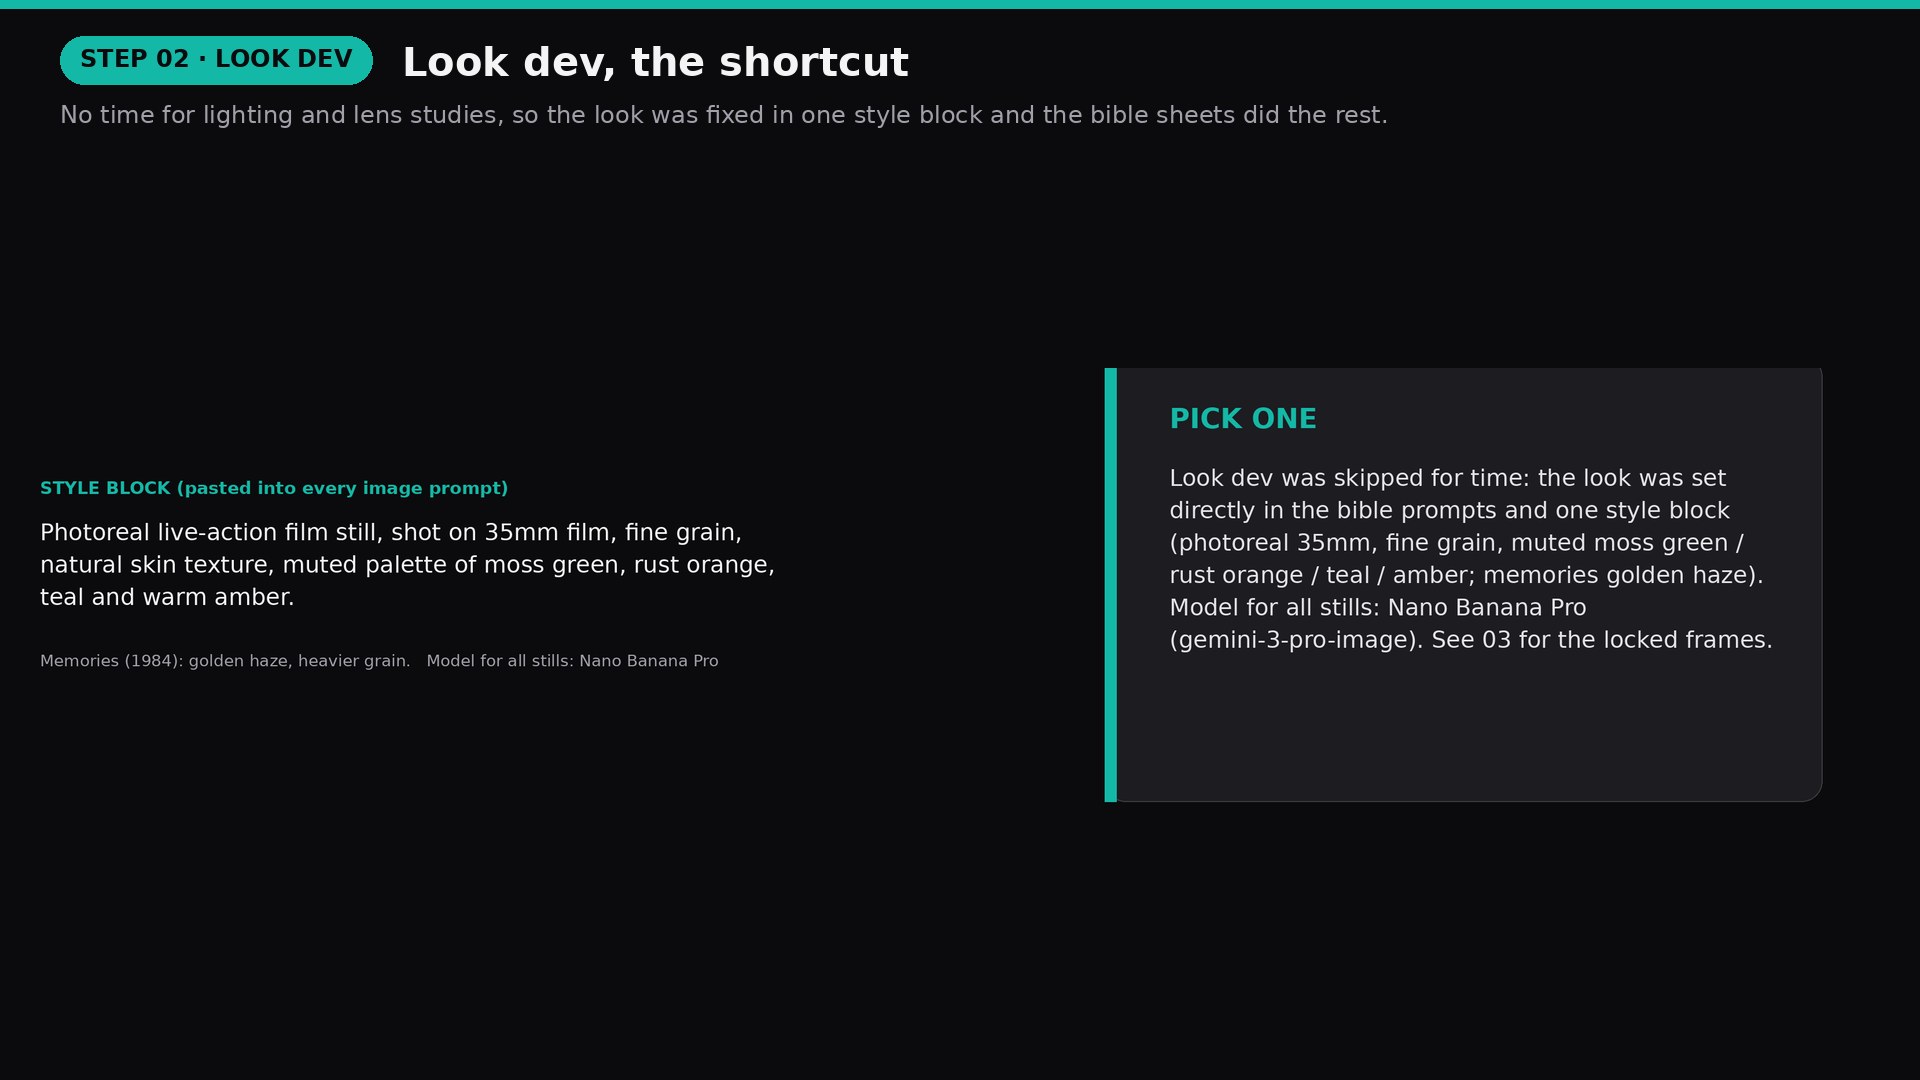 STEP 02 · LOOK DEV
Look dev, the shortcut
No time for lighting and lens studies, so the look was fixed in one style block and the bible sheets did the rest.
STYLE BLOCK (pasted into every image prompt)
Photoreal live-action film still, shot on 35mm film, fine grain,
natural skin texture, muted palette of moss green, rust orange,
teal and warm amber.
Memories (1984): golden haze, heavier grain.   Model for all stills: Nano Banana Pro
PICK ONE
Look dev was skipped for time: the look was set
directly in the bible prompts and one style block
(photoreal 35mm, fine grain, muted moss green /
rust orange / teal / amber; memories golden haze).
Model for all stills: Nano Banana Pro
(gemini-3-pro-image). See 03 for the locked frames.